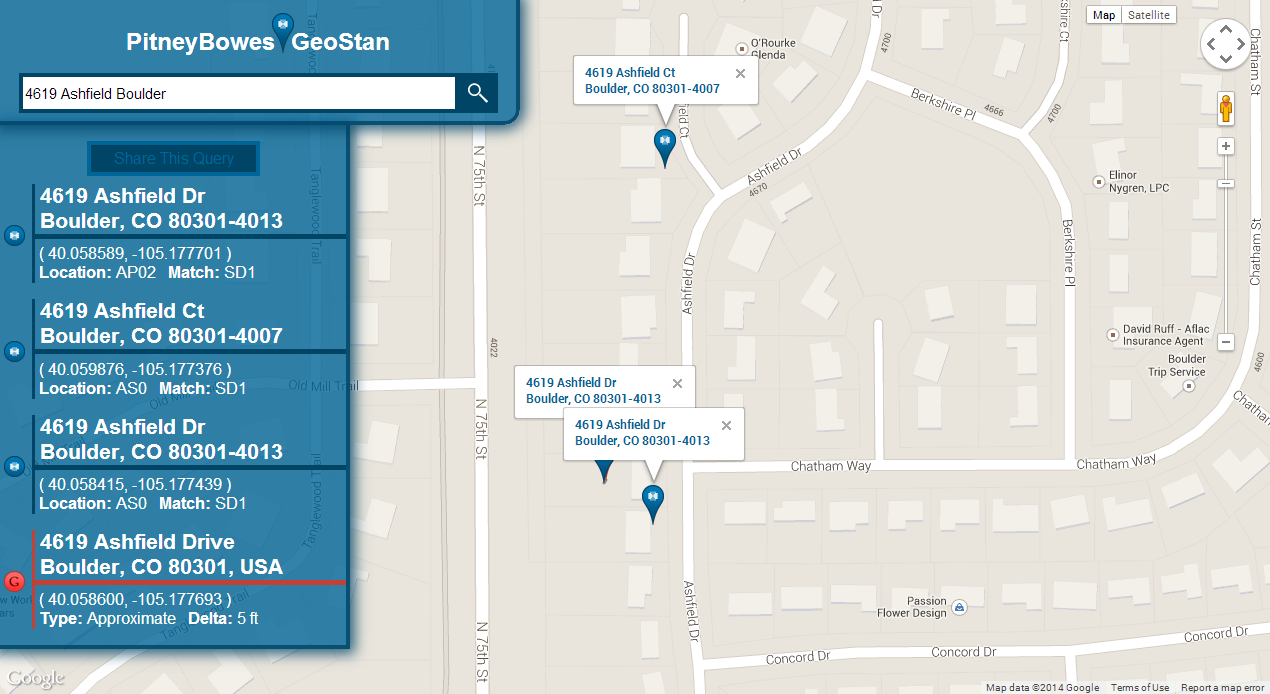 PitneyBowes GeoStan
4619 Ashfield Boulder
Share This Query
4619 Ashfield Dr
Boulder, CO 80301-4013
( 40.058589, -105.177701 )
Location: AP02 Match: SD1
4619 Ashfield Ct
Boulder, CO 80301-4007
( 40.059876, -105.177376 )
Location: AS0 Match: SD1
4619 Ashfield Dr
Boulder, CO 80301-4013
( 40.058415, -105.177439 )
Location: AS0 Match: SD1
G
4619 Ashfield Drive
Boulder, CO 80301, USA
( 40.058600, -105.177693 )
Type: Approximate Delta: 5 ft
Google
Tanglewood Trail
Old Mill Trail
Tanglewood Trail
N 75th St
4022
N 75th St
N 75th St
4619 Ashfield Ct
Boulder, CO 80301-4007
4619 Ashfield Dr
Boulder, CO 80301-4013
4619 Ashfield Dr
Boulder, CO 80301-4013
O'Rourke
Glenda
4700
Berkshire Pl
4666
4700
Ashfield Dr
4670
Ashfield Dr
Berkshire Pl
Elinor
Nygren, LPC
Chatham St
Chatham St
David Ruff - Aflac
Insurance Agent
Boulder
Trip Service
4600
Chatham Way
Chatham Way
Ashfield Dr
Passion
Flower Design
Concord Dr
Concord Dr
Concord Dr
Map Satellite
Map data ©2014 Google Terms of Use Report a map error